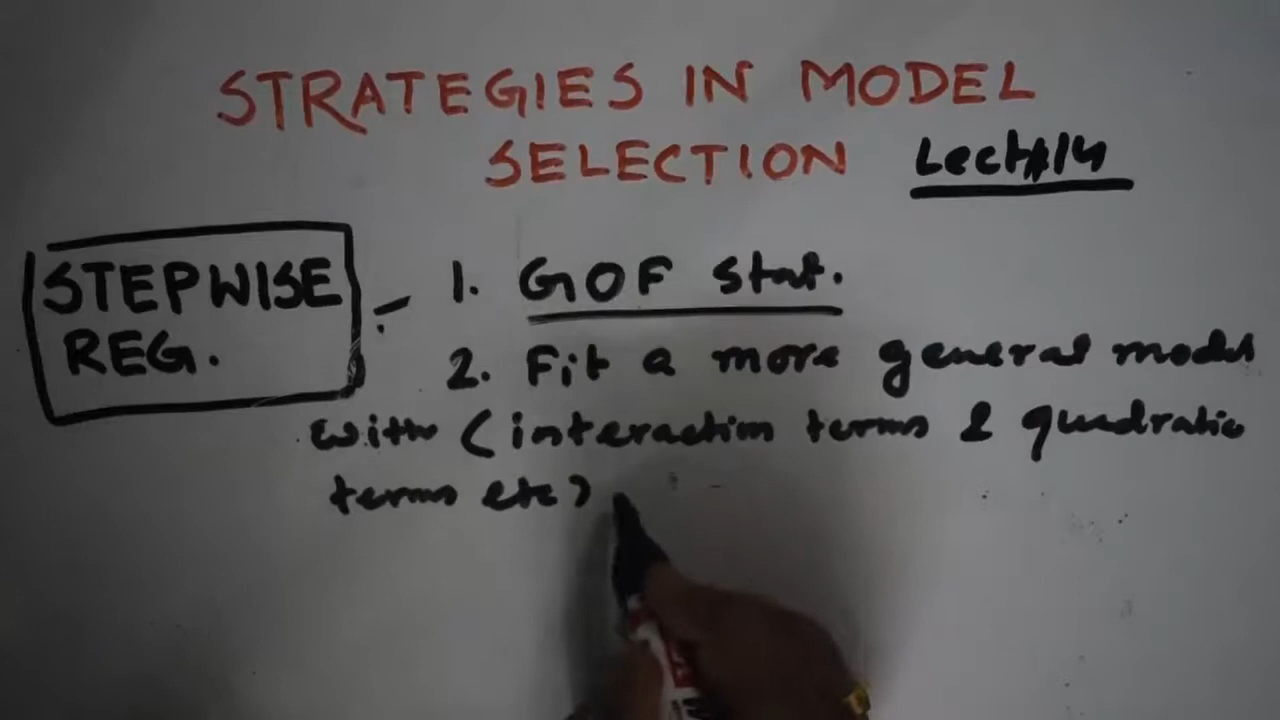 STRATEGIES IN MODEL
SELECTION Lect#14
STEPWISE REG. :- 1. GOF Stat.
2. Fit a more general model
with (interaction terms & quadratic
terms etc)